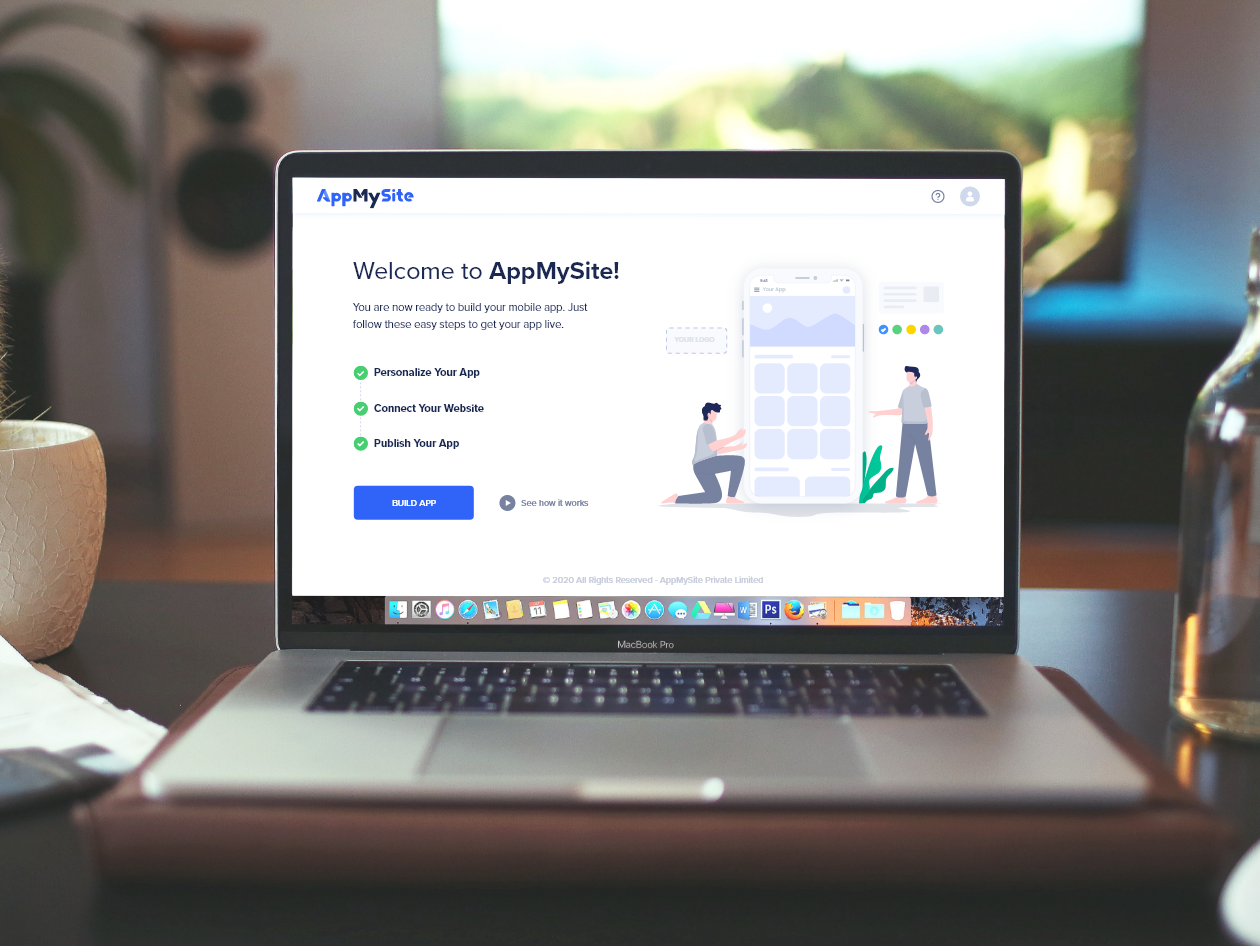 AppMySite
Welcome to AppMySite!
You are now ready to build your mobile app. Just
follow these easy steps to get your app live.
Personalize Your App
Connect Your Website
Publish Your App
BUILD APP
See how it works
Your App
YOUR LOGO
© 2020 All Rights Reserved - AppMySite Private Limited
11
W
Ps
MacBook Pro